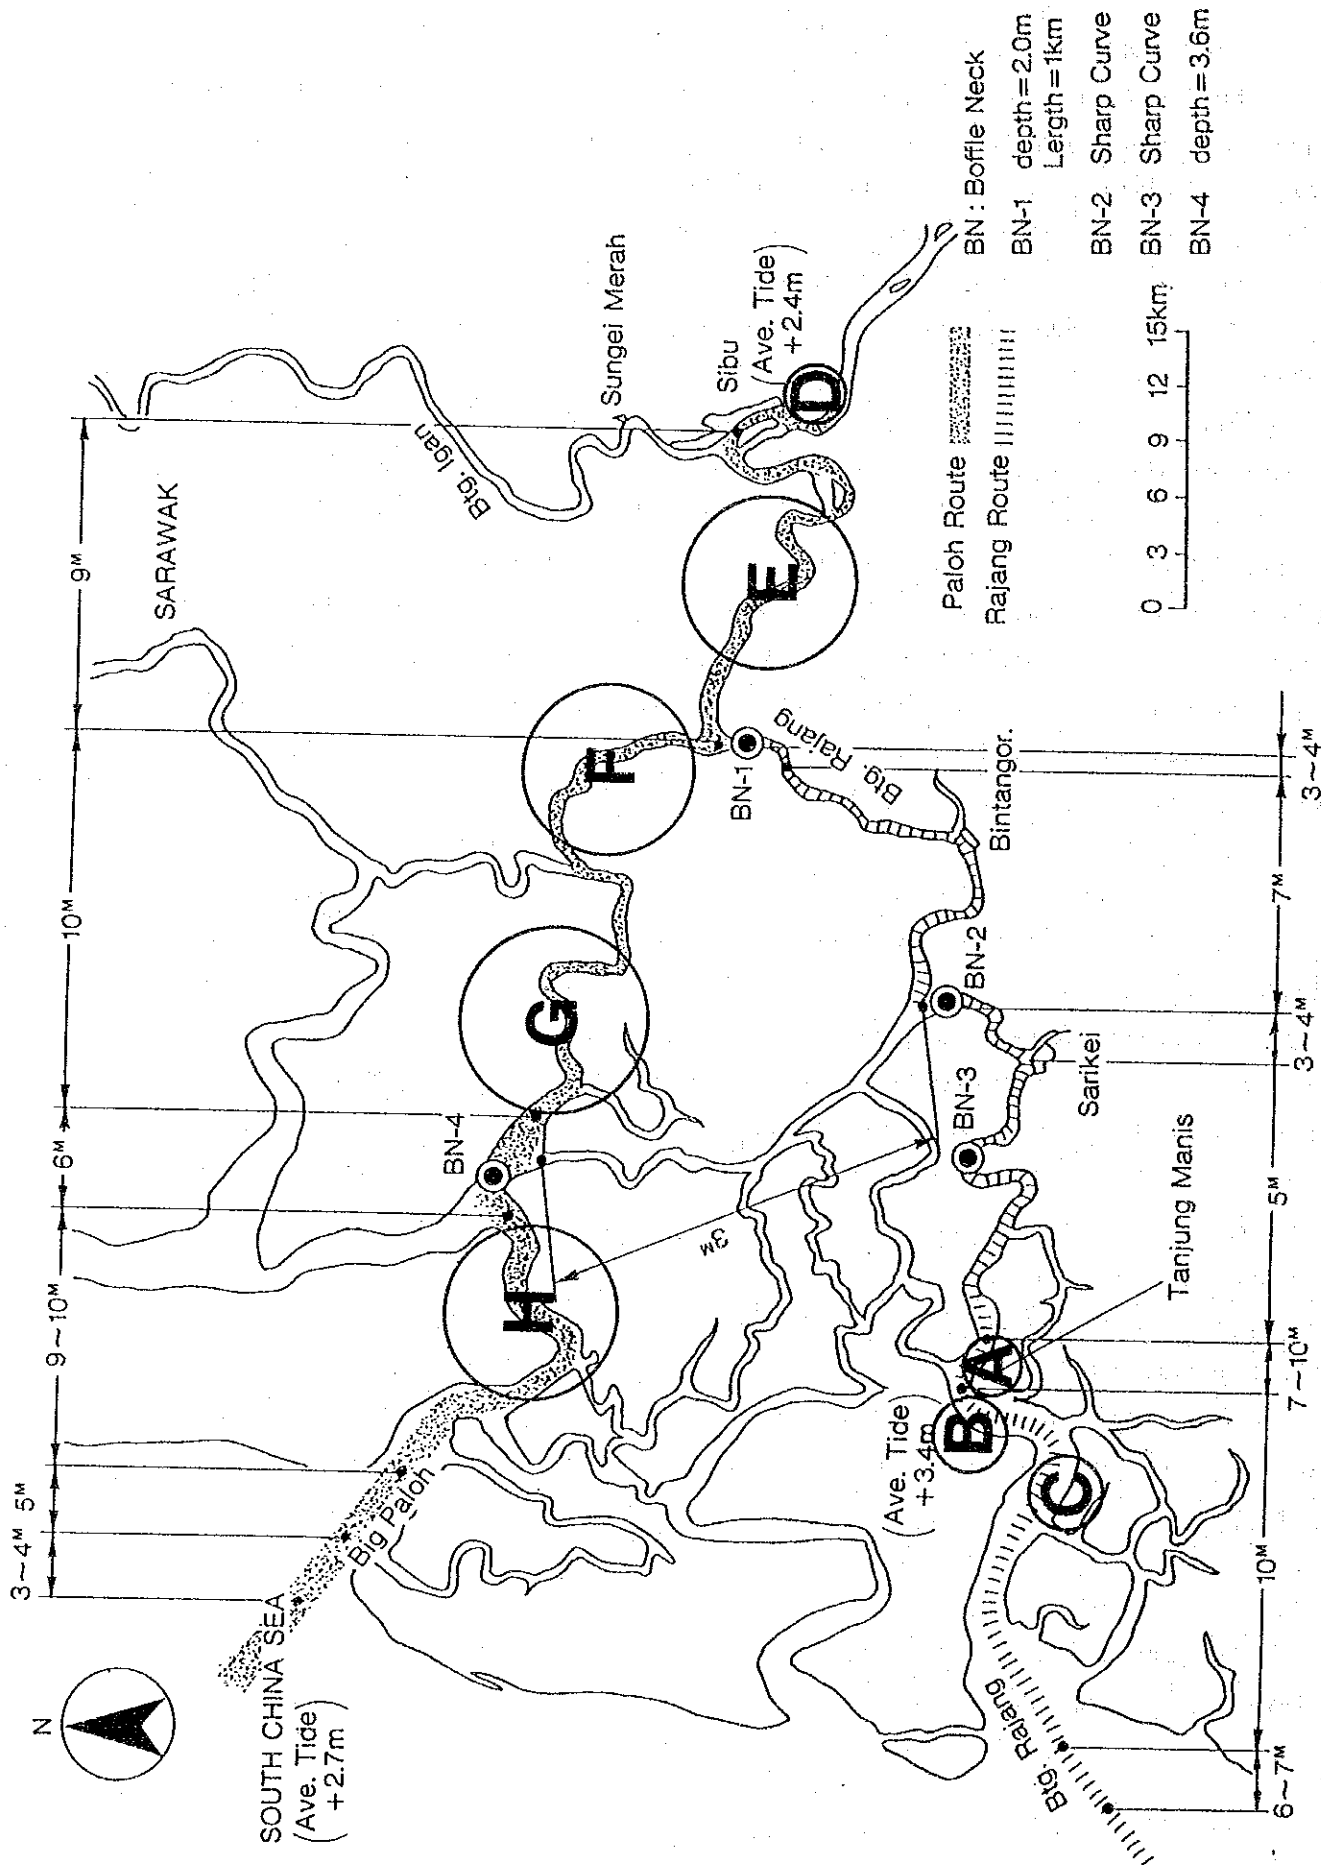 N
SOUTH CHINA SEA
(Ave. Tide)
+2.7m
3~4M
5M
9~10M
6M
10M
9M
SARAWAK
Btg. Igan
Sungei Merah
Sibu
(Ave. Tide)
+2.4m
D
E
F
G
H
Big Paloh
BN-4
BN-1
Btg. Rajang
Bintangor.
BN-2
BN-3
Sarikei
3M
Tanjung Manis
A
B
C
(Ave. Tide)
+3.4m
Btg. Rajang
6~7M
10M
7~10M
5M
3~4M
7M
3~4M
Paloh Route
Rajang Route
0 3 6 9 12 15km
BN : Boffle Neck
BN-1 depth=2.0m
Lergth=1km
BN-2 Sharp Curve
BN-3 Sharp Curve
BN-4 depth=3.6m